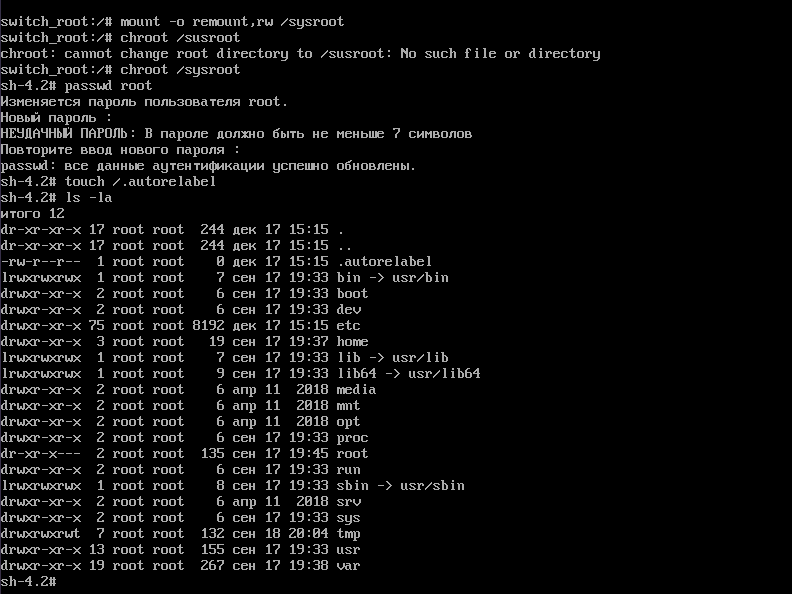 switch_root:/# mount -o remount,rw /sysroot
switch_root:/# chroot /susroot
chroot: cannot change root directory to /susroot: No such file or directory
switch_root:/# chroot /sysroot
sh-4.2# passwd root
Изменяется пароль пользователя root.
Новый пароль :
НЕУДАЧНЫЙ ПАРОЛЬ: В пароле должно быть не меньше 7 символов
Повторите ввод нового пароля :
passwd: все данные аутентификации успешно обновлены.
sh-4.2# touch /.autorelabel
sh-4.2# ls -la
итого 12
dr-xr-xr-x 17 root root  244 дек 17 15:15 .
dr-xr-xr-x 17 root root  244 дек 17 15:15 ..
-rw-r--r--  1 root root    0 дек 17 15:15 .autorelabel
lrwxrwxrwx  1 root root    7 сен 17 19:33 bin -> usr/bin
drwxr-xr-x  2 root root    6 сен 17 19:33 boot
drwxr-xr-x  2 root root    6 сен 17 19:33 dev
drwxr-xr-x 75 root root 8192 дек 17 15:15 etc
drwxr-xr-x  3 root root   19 сен 17 19:37 home
lrwxrwxrwx  1 root root    7 сен 17 19:33 lib -> usr/lib
lrwxrwxrwx  1 root root    9 сен 17 19:33 lib64 -> usr/lib64
drwxr-xr-x  2 root root    6 апр 11  2018 media
drwxr-xr-x  2 root root    6 апр 11  2018 mnt
drwxr-xr-x  2 root root    6 апр 11  2018 opt
drwxr-xr-x  2 root root    6 сен 17 19:33 proc
dr-xr-x---  2 root root  135 сен 17 19:45 root
drwxr-xr-x  2 root root    6 сен 17 19:33 run
lrwxrwxrwx  1 root root    8 сен 17 19:33 sbin -> usr/sbin
drwxr-xr-x  2 root root    6 апр 11  2018 srv
drwxr-xr-x  2 root root    6 сен 17 19:33 sys
drwxrwxrwt  7 root root  132 сен 18 20:04 tmp
drwxr-xr-x 13 root root  155 сен 17 19:33 usr
drwxr-xr-x 19 root root  267 сен 17 19:38 var
sh-4.2#